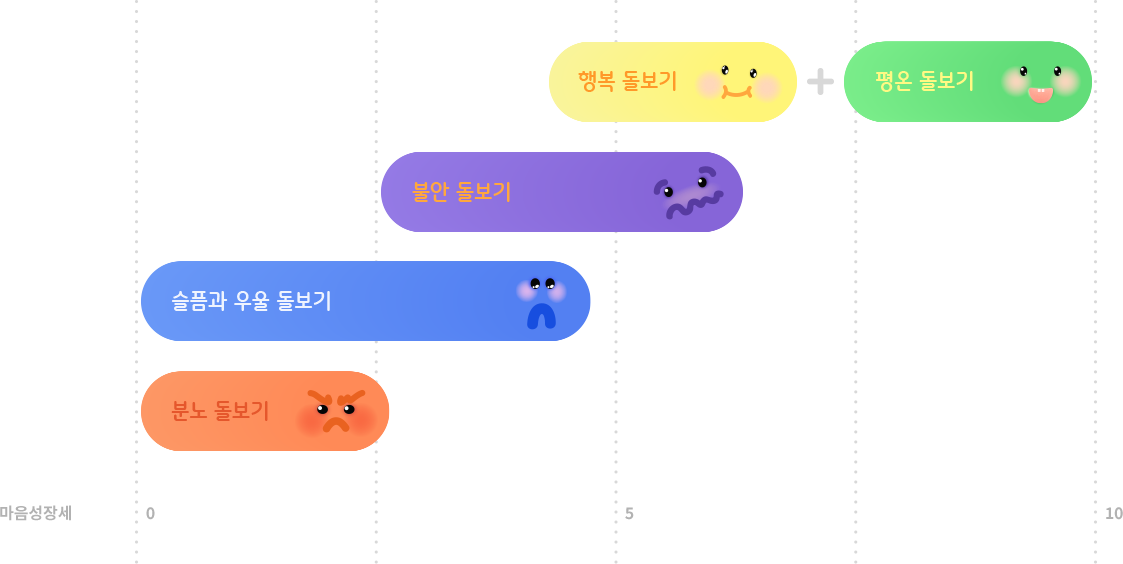 행복 돌보기
평온 돌보기
불안 돌보기
슬픔과 우울 돌보기
분노 돌보기
마음성장세 0 5 10